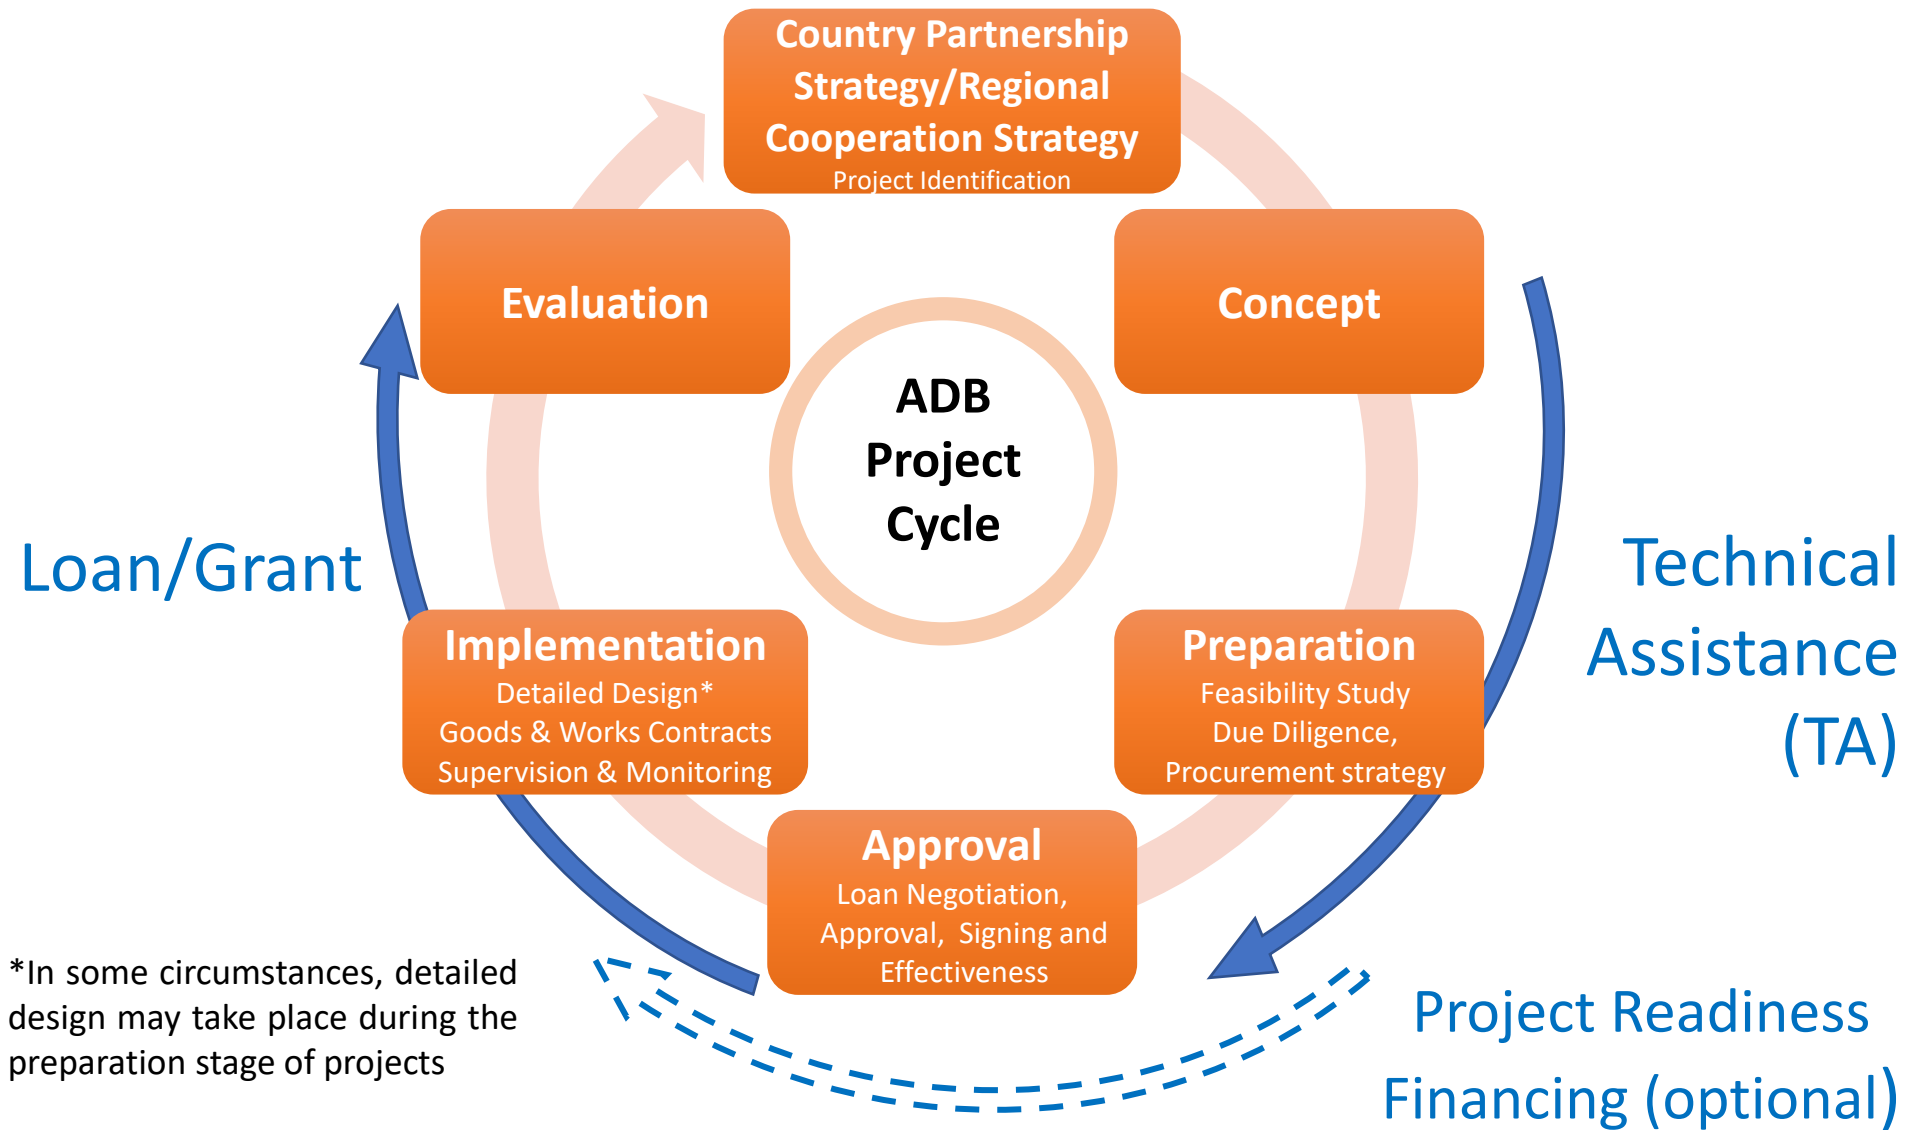 Country Partnership
Strategy/Regional
Cooperation Strategy
Project Identification
Evaluation
Concept
ADB
Project
Cycle
Loan/Grant
Technical
Assistance
(TA)
Implementation
Detailed Design*
Goods & Works Contracts
Supervision & Monitoring
Preparation
Feasibility Study
Due Diligence,
Procurement strategy
Approval
Loan Negotiation,
Approval, Signing and
Effectiveness
*In some circumstances, detailed
design may take place during the
preparation stage of projects
Project Readiness
Financing (optional)